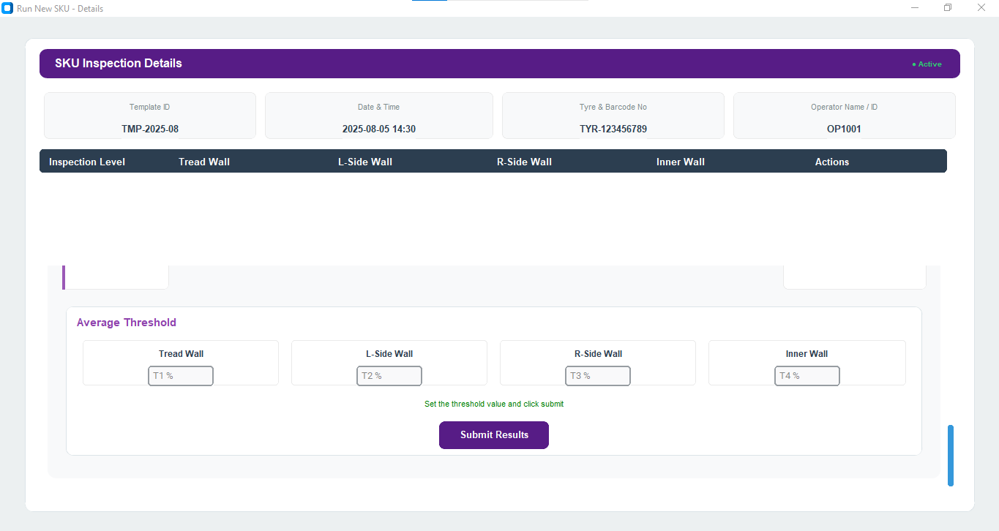 Run New SKU - Details
SKU Inspection Details
• Active
Template ID
Date & Time
Tyre & Barcode No
Operator Name / ID
TMP-2025-08
2025-08-05 14:30
TYR-123456789
OP1001
Inspection Level
Tread Wall
L-Side Wall
R-Side Wall
Inner Wall
Actions
Average Threshold
Tread Wall
L-Side Wall
R-Side Wall
Inner Wall
T1 %
T2 %
T3 %
T4 %
Set the threshold value and click submit
Submit Results